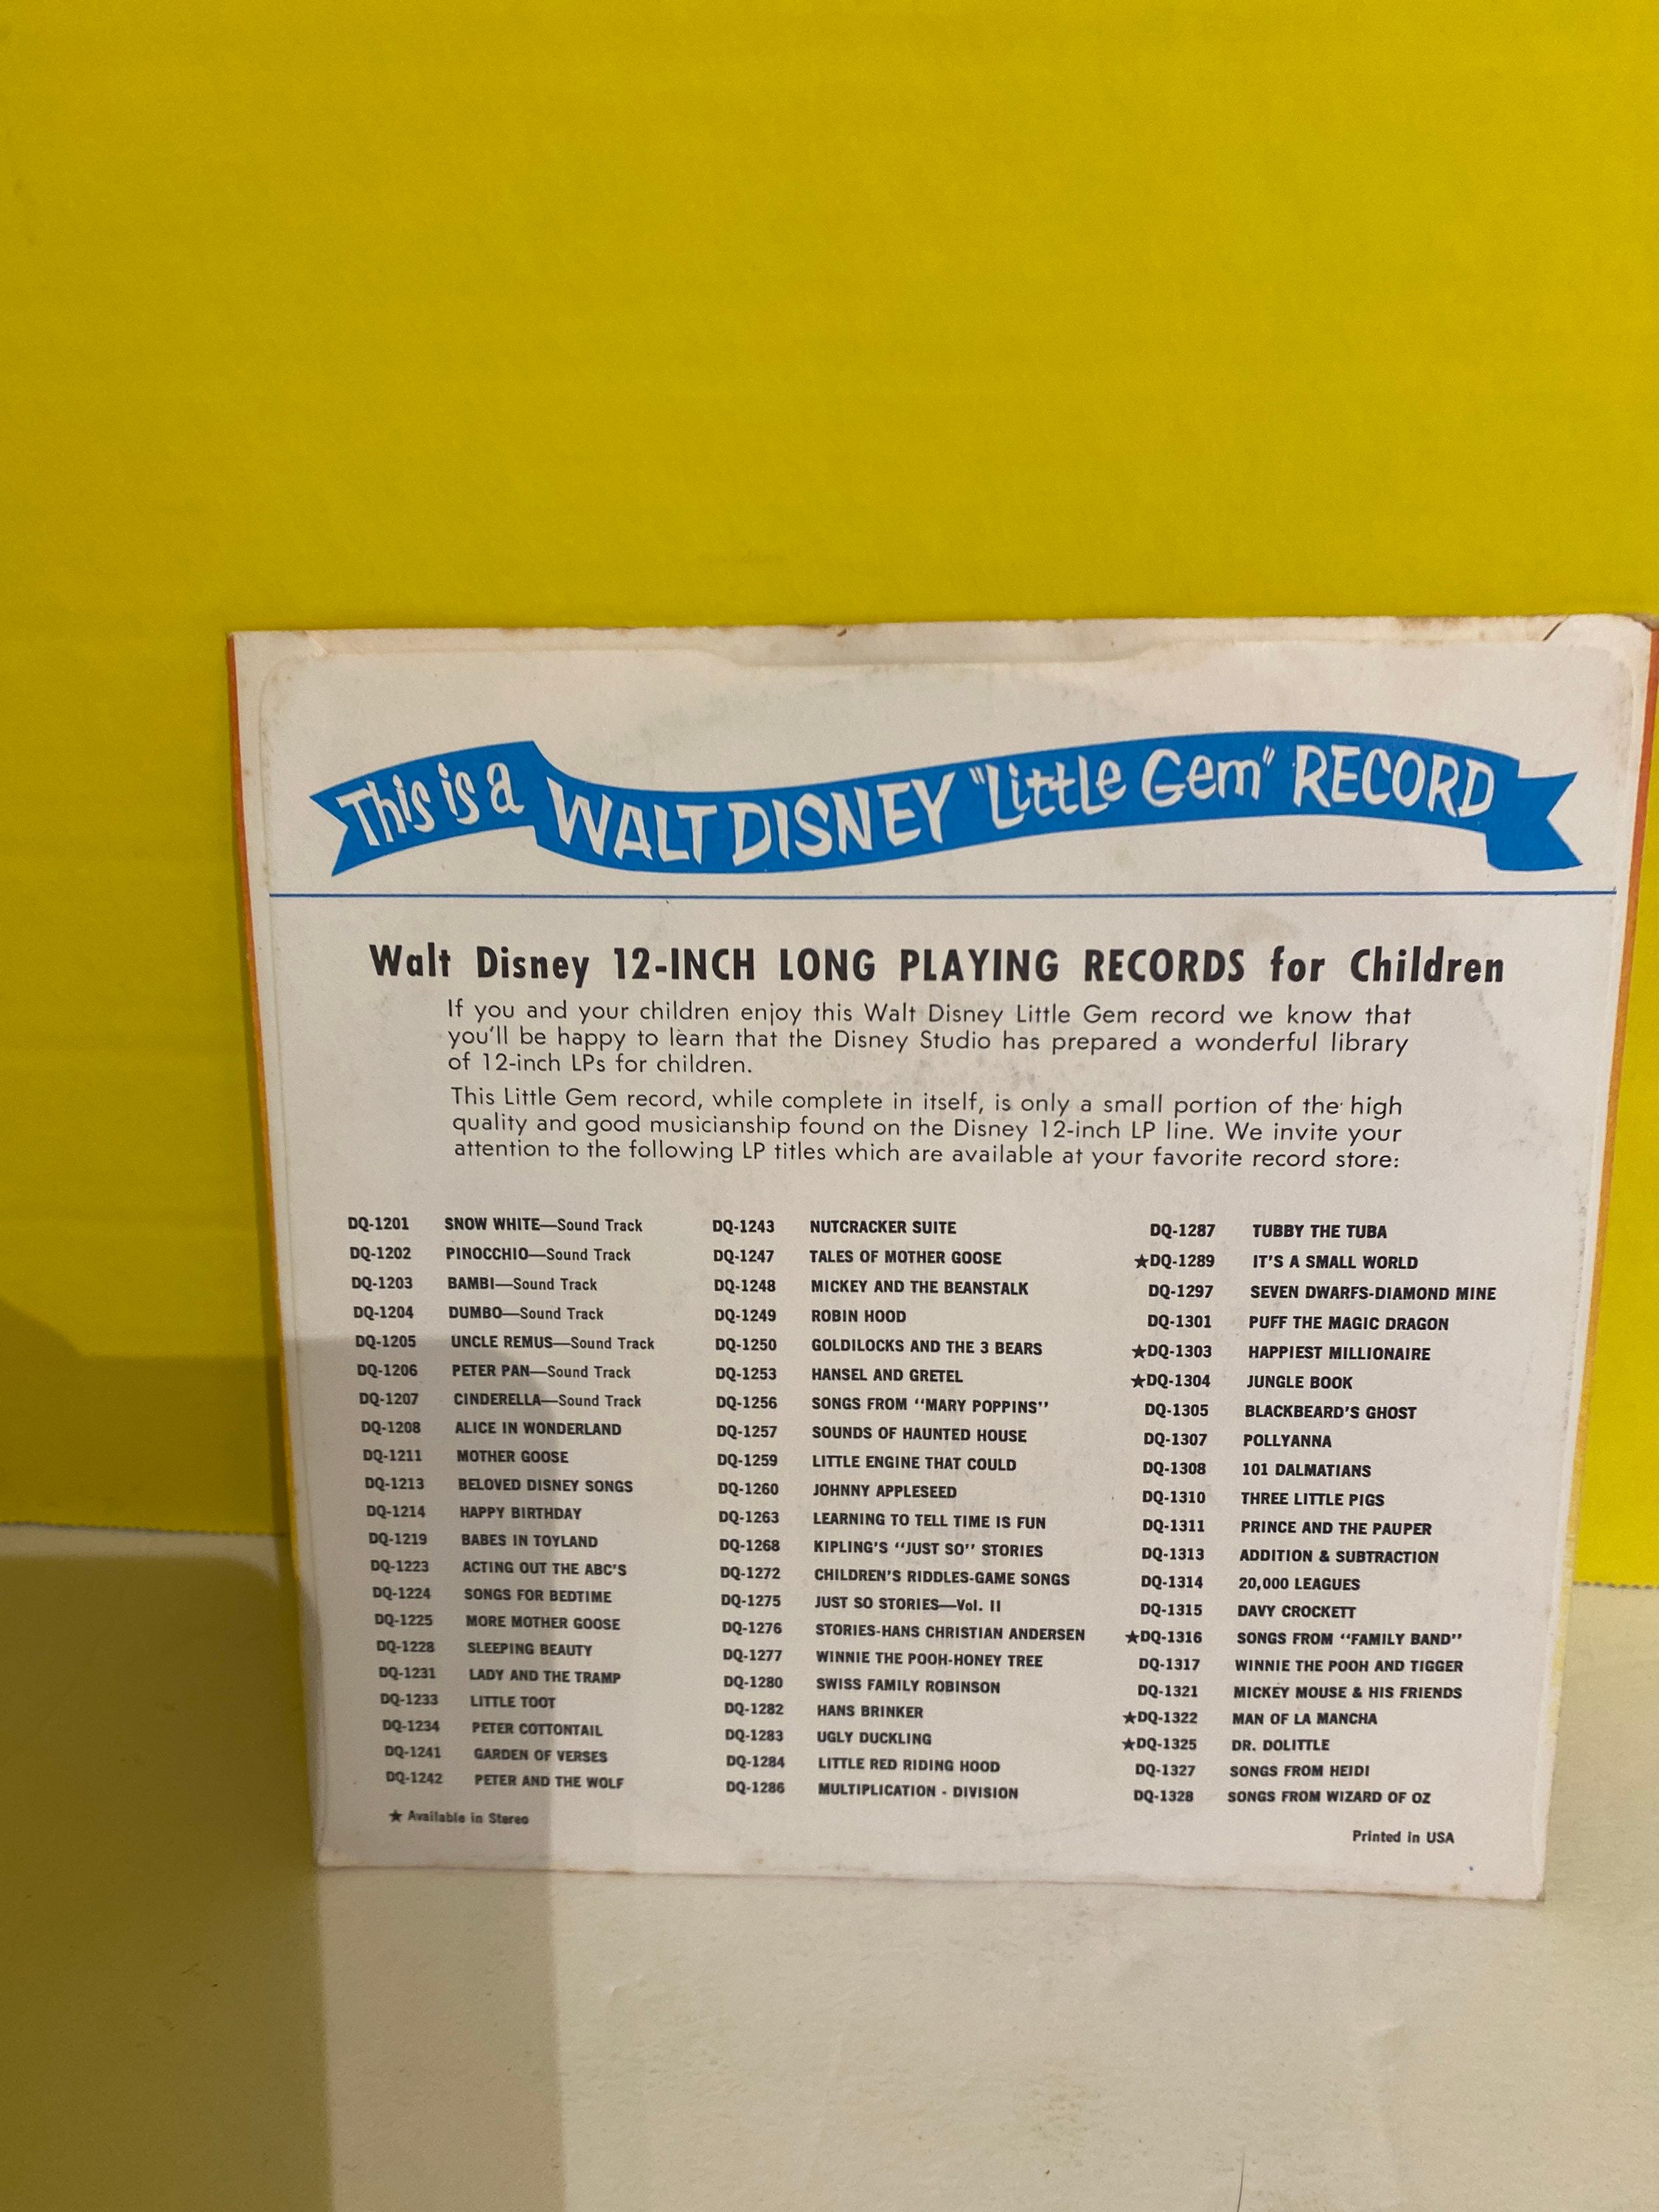 This is a WALT DISNEY "Little Gem" RECORD
Walt Disney 12-INCH LONG PLAYING RECORDS for Children
If you and your children enjoy this Walt Disney Little Gem record we know that
you'll be happy to learn that the Disney Studio has prepared a wonderful library
of 12-inch LPs for children.
This Little Gem record, while complete in itself, is only a small portion of the high
quality and good musicianship found on the Disney 12-inch LP line. We invite your
attention to the following LP titles which are available at your favorite record store:
DQ-1201 SNOW WHITE—Sound Track
DQ-1202 PINOCCHIO—Sound Track
DQ-1203 BAMBI—Sound Track
DQ-1204 DUMBO—Sound Track
DQ-1205 UNCLE REMUS—Sound Track
DQ-1206 PETER PAN—Sound Track
DQ-1207 CINDERELLA—Sound Track
DQ-1208 ALICE IN WONDERLAND
DQ-1211 MOTHER GOOSE
DQ-1213 BELOVED DISNEY SONGS
DQ-1214 HAPPY BIRTHDAY
DQ-1219 BABES IN TOYLAND
DQ-1223 ACTING OUT THE ABC'S
DQ-1224 SONGS FOR BEDTIME
DQ-1225 MORE MOTHER GOOSE
DQ-1228 SLEEPING BEAUTY
DQ-1231 LADY AND THE TRAMP
DQ-1233 LITTLE TOOT
DQ-1234 PETER COTTONTAIL
DQ-1241 GARDEN OF VERSES
DQ-1242 PETER AND THE WOLF
★ Available in Stereo
DQ-1243 NUTCRACKER SUITE
DQ-1247 TALES OF MOTHER GOOSE
DQ-1248 MICKEY AND THE BEANSTALK
DQ-1249 ROBIN HOOD
DQ-1250 GOLDILOCKS AND THE 3 BEARS
DQ-1253 HANSEL AND GRETEL
DQ-1256 SONGS FROM "MARY POPPINS"
DQ-1257 SOUNDS OF HAUNTED HOUSE
DQ-1259 LITTLE ENGINE THAT COULD
DQ-1260 JOHNNY APPLESEED
DQ-1263 LEARNING TO TELL TIME IS FUN
DQ-1268 KIPLING'S "JUST SO" STORIES
DQ-1272 CHILDREN'S RIDDLES-GAME SONGS
DQ-1275 JUST SO STORIES—Vol. II
DQ-1276 STORIES-HANS CHRISTIAN ANDERSEN
DQ-1277 WINNIE THE POOH-HONEY TREE
DQ-1280 SWISS FAMILY ROBINSON
DQ-1282 HANS BRINKER
DQ-1283 UGLY DUCKLING
DQ-1284 LITTLE RED RIDING HOOD
DQ-1286 MULTIPLICATION - DIVISION
DQ-1287 TUBBY THE TUBA
★DQ-1289 IT'S A SMALL WORLD
DQ-1297 SEVEN DWARFS-DIAMOND MINE
DQ-1301 PUFF THE MAGIC DRAGON
★DQ-1303 HAPPIEST MILLIONAIRE
★DQ-1304 JUNGLE BOOK
DQ-1305 BLACKBEARD'S GHOST
DQ-1307 POLLYANNA
DQ-1308 101 DALMATIANS
DQ-1310 THREE LITTLE PIGS
DQ-1311 PRINCE AND THE PAUPER
DQ-1313 ADDITION & SUBTRACTION
DQ-1314 20,000 LEAGUES
DQ-1315 DAVY CROCKETT
★DQ-1316 SONGS FROM "FAMILY BAND"
DQ-1317 WINNIE THE POOH AND TIGGER
DQ-1321 MICKEY MOUSE & HIS FRIENDS
★DQ-1322 MAN OF LA MANCHA
★DQ-1325 DR. DOLITTLE
DQ-1327 SONGS FROM HEIDI
DQ-1328 SONGS FROM WIZARD OF OZ
Printed in USA